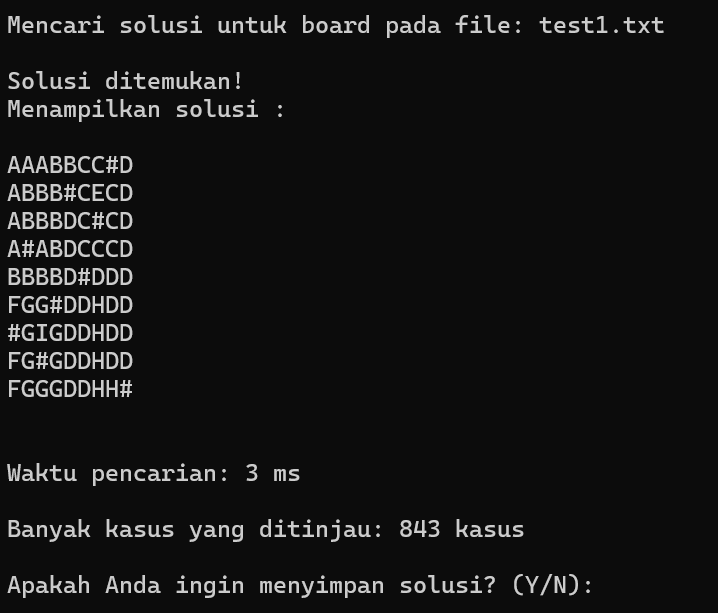 Mencari solusi untuk board pada file: test1.txt
Solusi ditemukan!
Menampilkan solusi :
AAABBCC#D
ABBB#CECD
ABBBDC#CD
A#ABDCCCD
BBBBD#DDD
FGG#DDHDD
#GIGDDHDD
FG#GDDHDD
FGGGDDHH#
Waktu pencarian: 3 ms
Banyak kasus yang ditinjau: 843 kasus
Apakah Anda ingin menyimpan solusi? (Y/N):